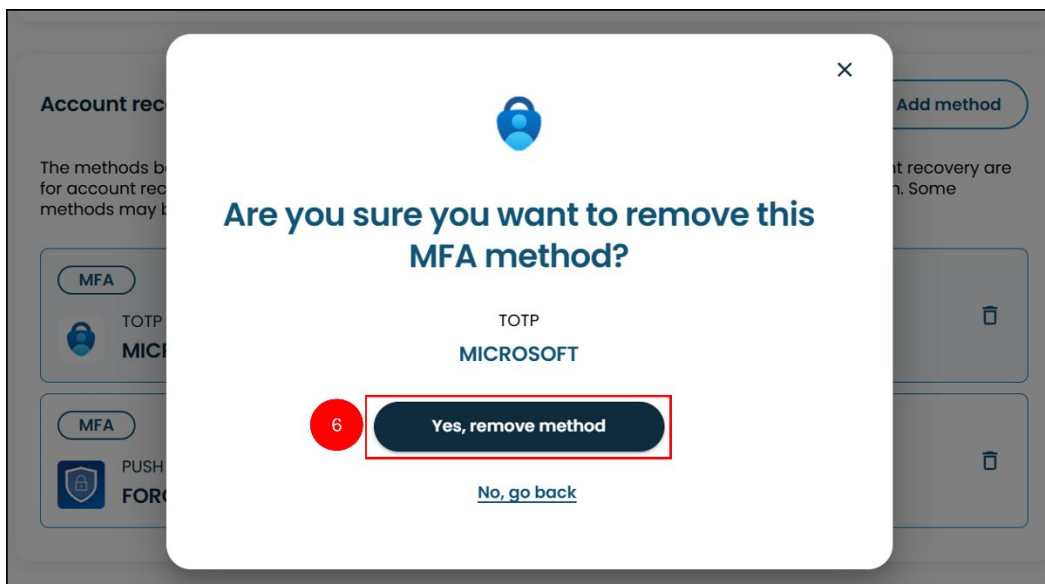 Account rec
Add method
The methods b
nt recovery are
for account rec
n. Some
methods may b
Are you sure you want to remove this
MFA method?
MFA
TOTP
MICR
TOTP
MICROSOFT
6
Yes, remove method
MFA
PUSH
FORG
No, go back